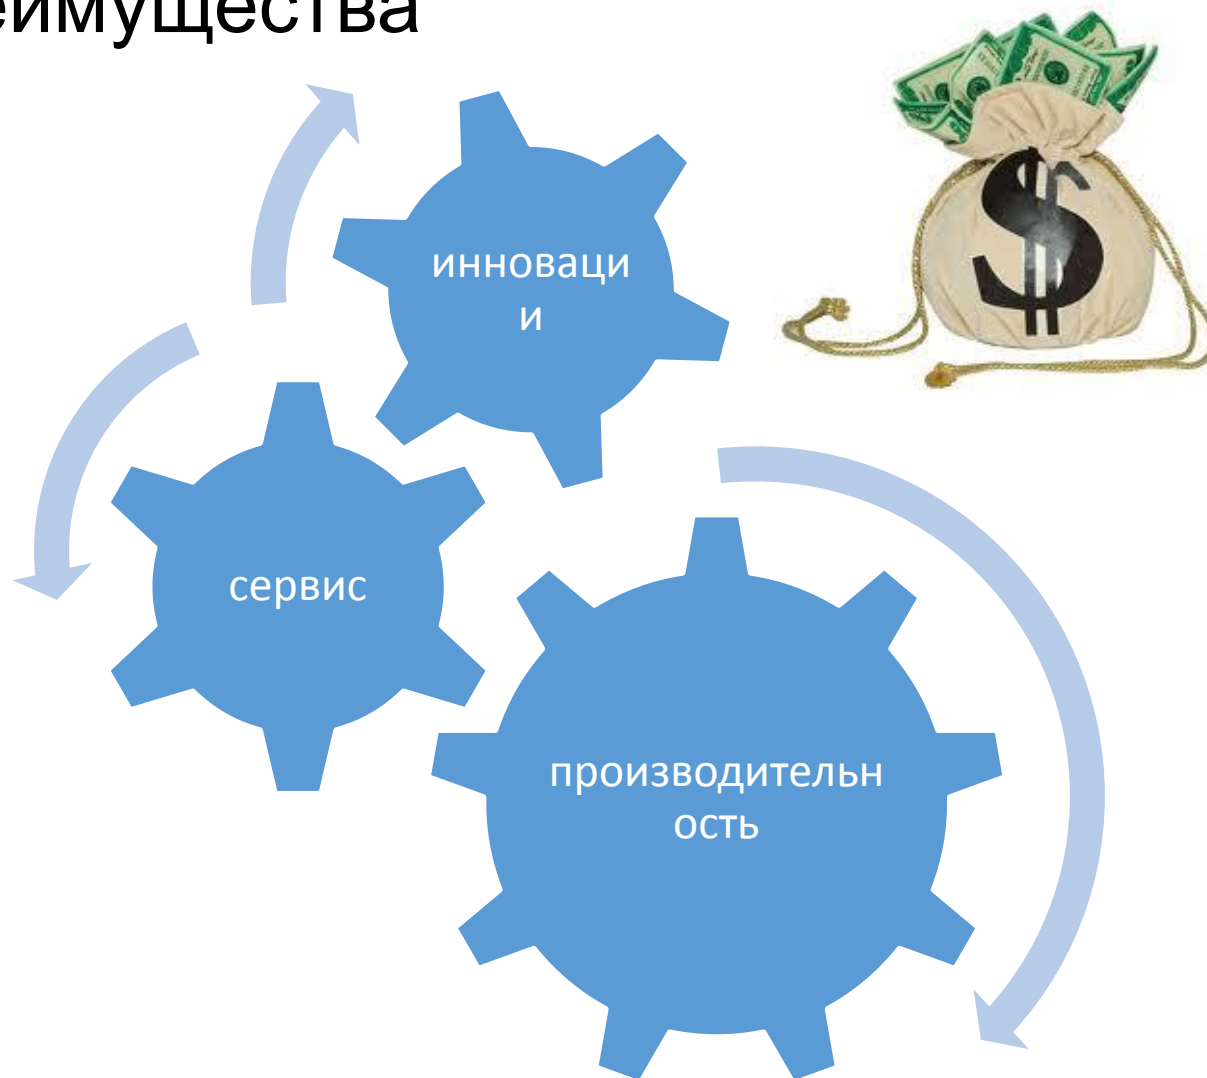 еимущества
инноваци
и
сервис
производительн
ость
$